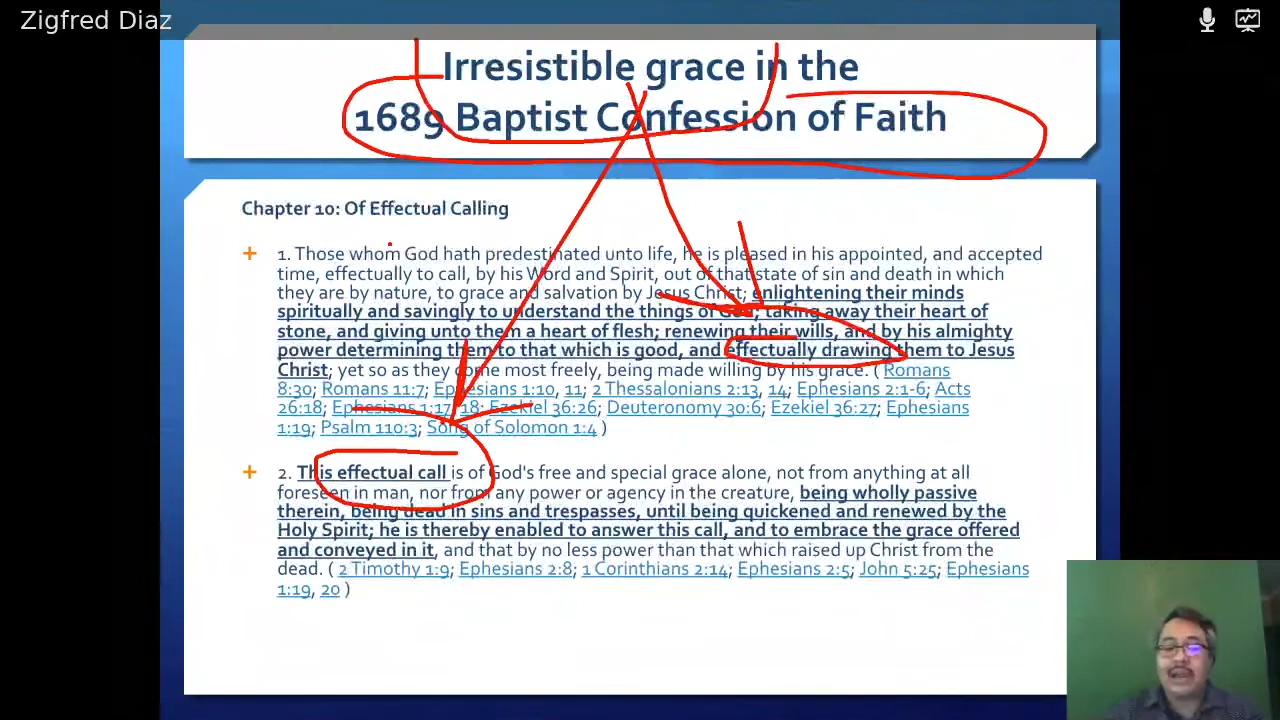 Zigfred Diaz
Irresistible grace in the
1689 Baptist Confession of Faith
Chapter 10: Of Effectual Calling
1. Those whom God hath predestinated unto life, he is pleased in his appointed, and accepted
time, effectually to call, by his Word and Spirit, out of that state of sin and death in which
they are by nature, to grace and salvation by Jesus Christ; enlightening their minds
spiritually and savingly to understand the things of God; taking away their heart of
stone, and giving unto them a heart of flesh; renewing their wills, and by his almighty
power determining them to that which is good, and effectually drawing them to Jesus
Christ; yet so as they come most freely, being made willing by his grace. ( Romans
8:30; Romans 11:7; Ephesians 1:10, 11; 2 Thessalonians 2:13, 14; Ephesians 2:1-6; Acts
26:18; Ephesians 1:17, 18; Ezekiel 36:26; Deuteronomy 30:6; Ezekiel 36:27; Ephesians
1:19; Psalm 110:3; Song of Solomon 1:4 )
2. This effectual call is of God's free and special grace alone, not from anything at all
foreseen in man, nor from any power or agency in the creature, being wholly passive
therein, being dead in sins and trespasses, until being quickened and renewed by the
Holy Spirit; he is thereby enabled to answer this call, and to embrace the grace offered
and conveyed in it, and that by no less power than that which raised up Christ from the
dead. ( 2 Timothy 1:9; Ephesians 2:8; 1 Corinthians 2:14; Ephesians 2:5; John 5:25; Ephesians
1:19, 20 )